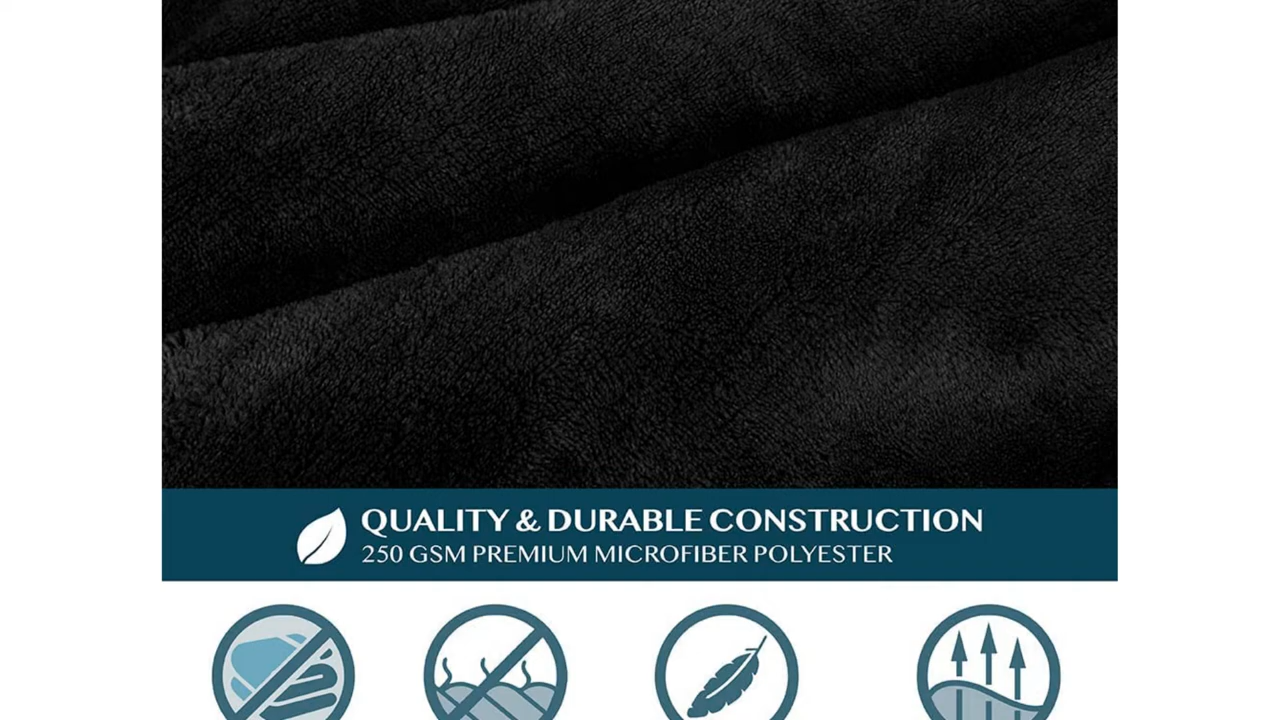 QUALITY & DURABLE CONSTRUCTION
250 GSM PREMIUM MICROFIBER POLYESTER